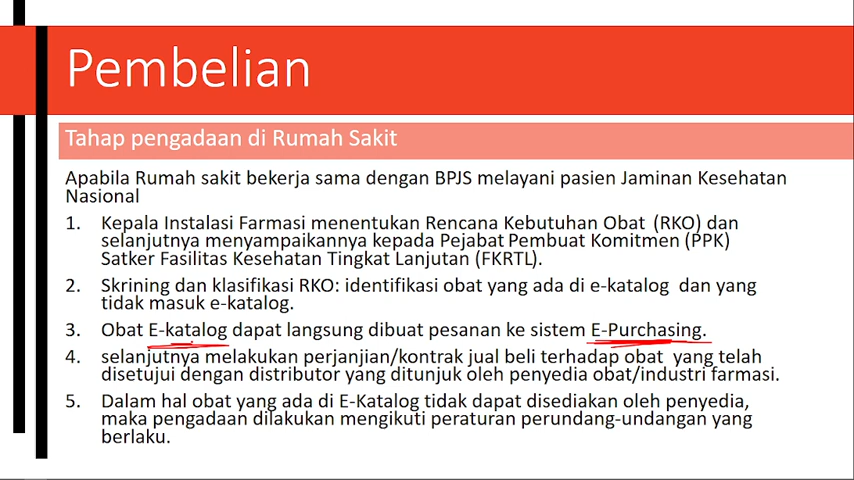 Pembelian
Tahap pengadaan di Rumah Sakit
Apabila Rumah sakit bekerja sama dengan BPJS melayani pasien Jaminan Kesehatan
Nasional
1. Kepala Instalasi Farmasi menentukan Rencana Kebutuhan Obat (RKO) dan
selanjutnya menyampaikannya kepada Pejabat Pembuat Komitmen (PPK)
Satker Fasilitas Kesehatan Tingkat Lanjutan (FKRTL).
2. Skrining dan klasifikasi RKO: identifikasi obat yang ada di e-katalog dan yang
tidak masuk e-katalog.
3. Obat E-katalog dapat langsung dibuat pesanan ke sistem E-Purchasing.
4. selanjutnya melakukan perjanjian/kontrak jual beli terhadap obat yang telah
disetujui dengan distributor yang ditunjuk oleh penyedia obat/industri farmasi.
5. Dalam hal obat yang ada di E-Katalog tidak dapat disediakan oleh penyedia,
maka pengadaan dilakukan mengikuti peraturan perundang-undangan yang
berlaku.